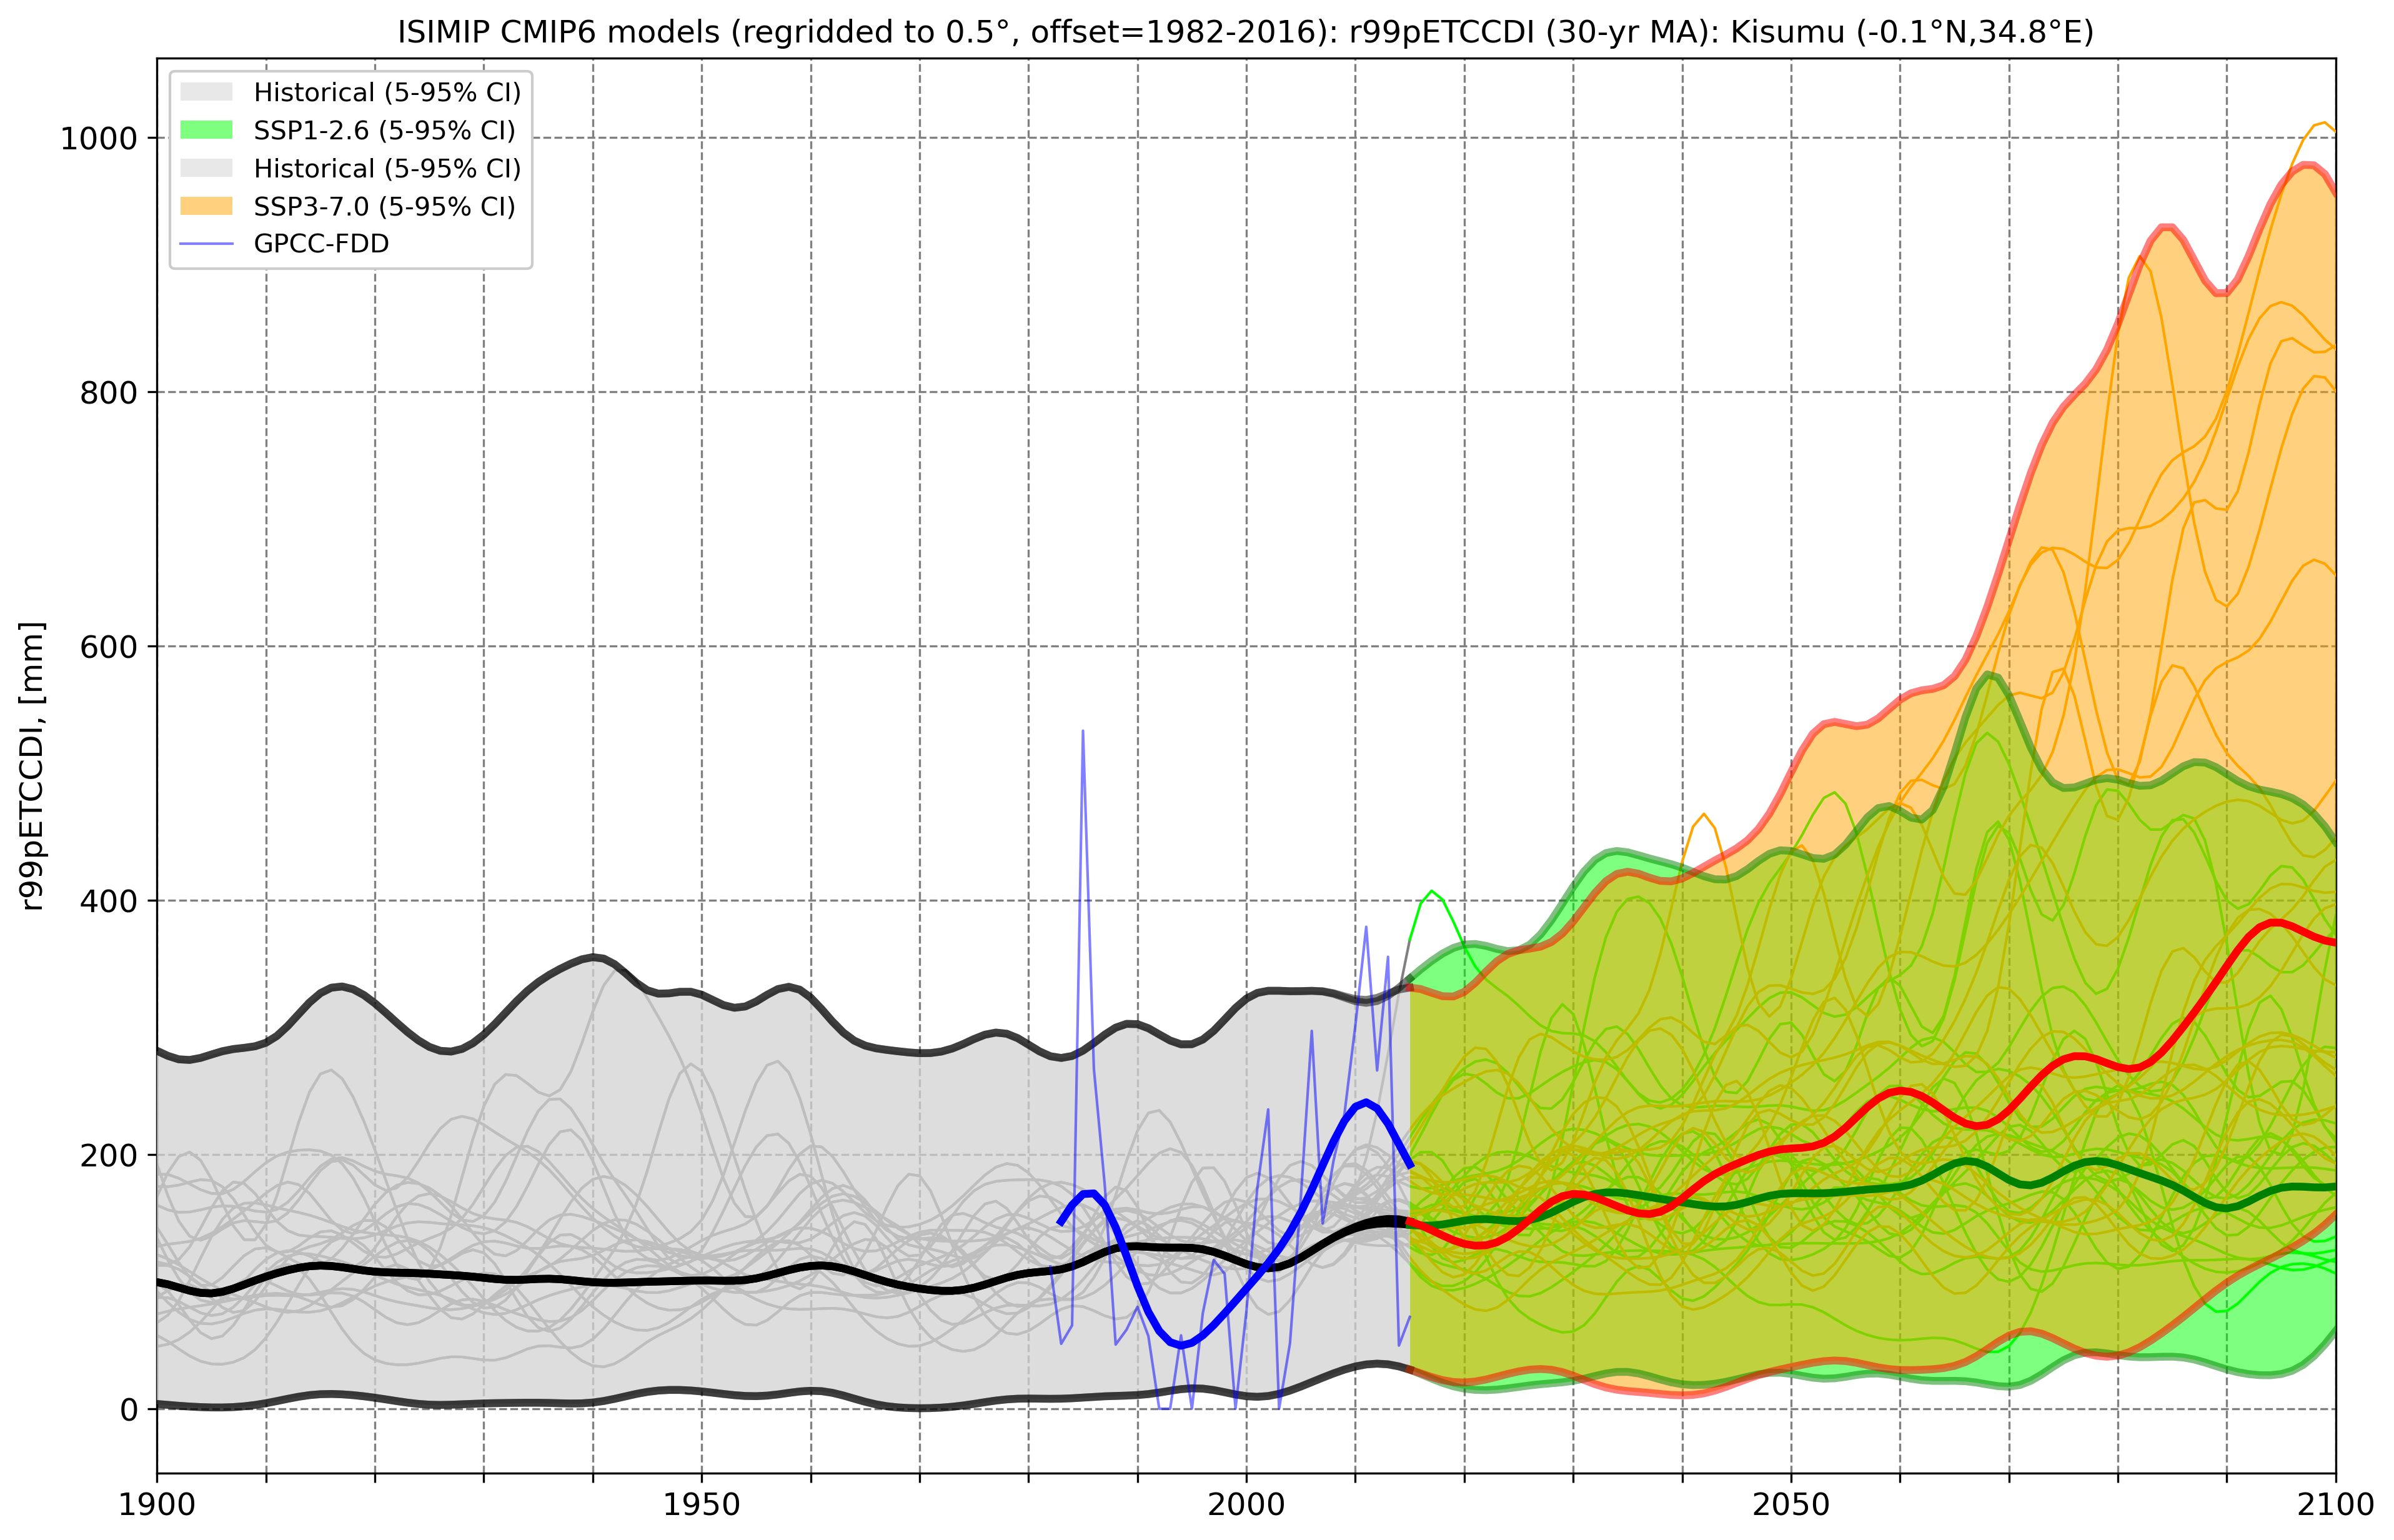 ISIMIP CMIP6 models (regridded to 0.5°, offset=1982-2016): r99pETCCDI (30-yr MA): Kisumu (-0.1°N,34.8°E)
Historical (5-95% CI)
SSP1-2.6 (5-95% CI)
Historical (5-95% CI)
SSP3-7.0 (5-95% CI)
GPCC-FDD
1000
800
600
400
200
0
r99pETCCDI, [mm]
1900 1950 2000 2050 2100